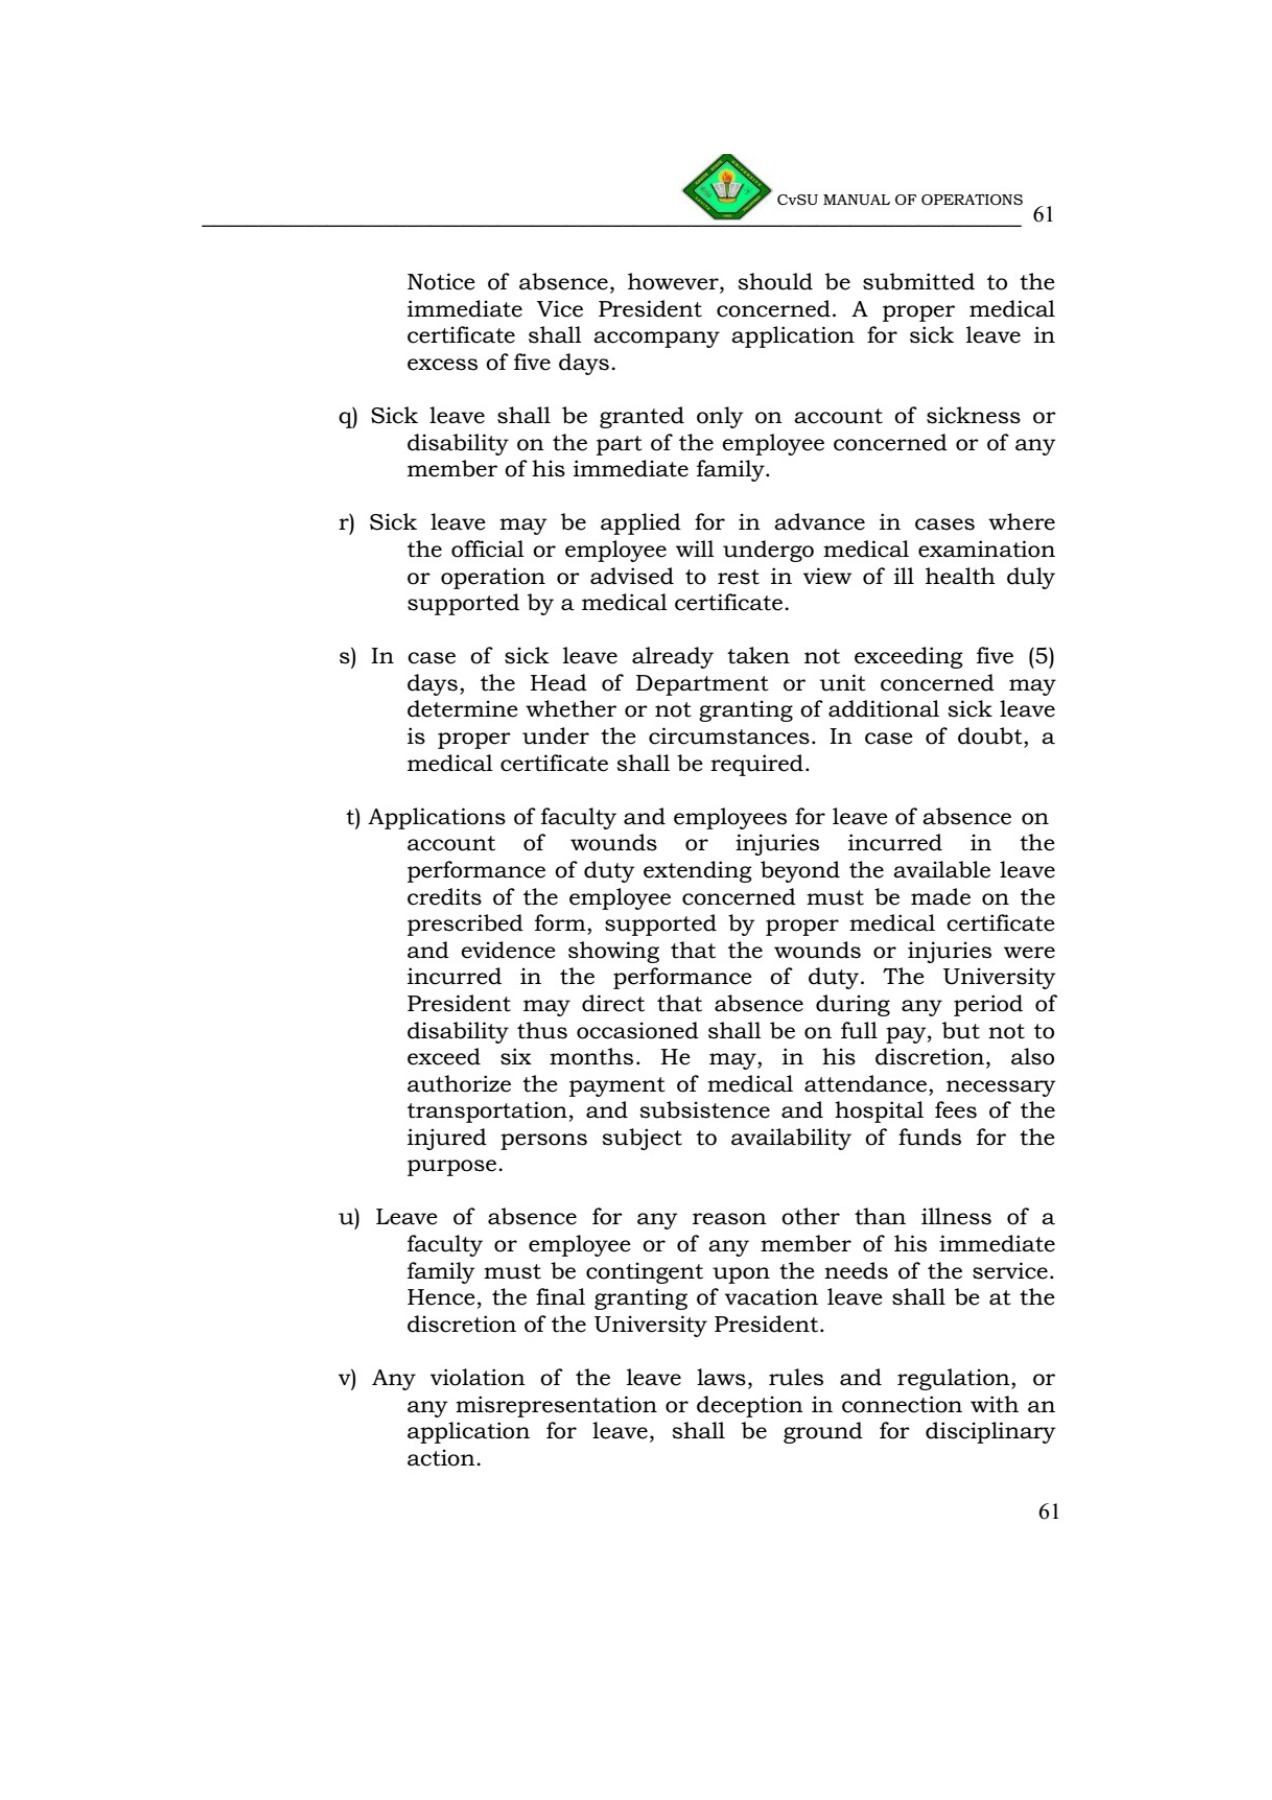 CvSU MANUAL OF OPERATIONS
61
Notice of absence, however, should be submitted to the
immediate Vice President concerned. A proper medical
certificate shall accompany application for sick leave in
excess of five days.
q) Sick leave shall be granted only on account of sickness or
disability on the part of the employee concerned or of any
member of his immediate family.
r) Sick leave may be applied for in advance in cases where
the official or employee will undergo medical examination
or operation or advised to rest in view of ill health duly
supported by a medical certificate.
s) In case of sick leave already taken not exceeding five (5)
days, the Head of Department or unit concerned may
determine whether or not granting of additional sick leave
is proper under the circumstances. In case of doubt, a
medical certificate shall be required.
t) Applications of faculty and employees for leave of absence on
account of wounds or injuries incurred in the
performance of duty extending beyond the available leave
credits of the employee concerned must be made on the
prescribed form, supported by proper medical certificate
and evidence showing that the wounds or injuries were
incurred in the performance of duty. The University
President may direct that absence during any period of
disability thus occasioned shall be on full pay, but not to
exceed six months. He may, in his discretion, also
authorize the payment of medical attendance, necessary
transportation, and subsistence and hospital fees of the
injured persons subject to availability of funds for the
purpose.
u) Leave of absence for any reason other than illness of a
faculty or employee or of any member of his immediate
family must be contingent upon the needs of the service.
Hence, the final granting of vacation leave shall be at the
discretion of the University President.
v) Any violation of the leave laws, rules and regulation, or
any misrepresentation or deception in connection with an
application for leave, shall be ground for disciplinary
action.
61